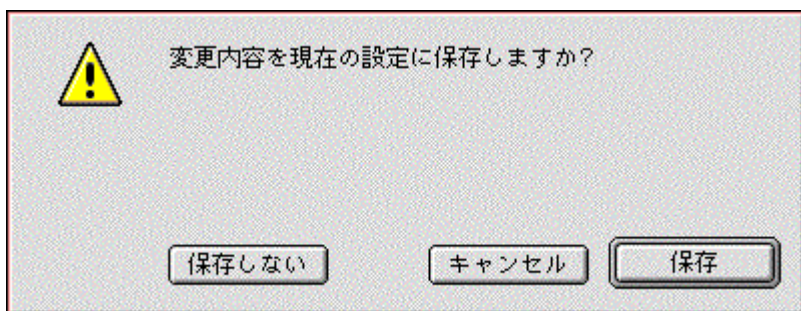 変更内容を現在の設定に保存しますか?
保存しない
キャンセル
保存